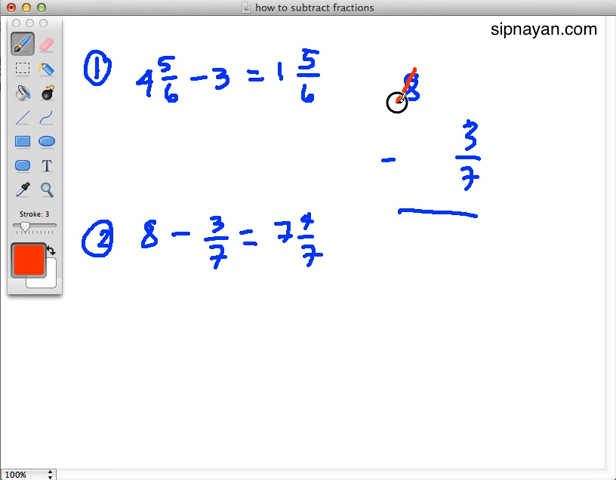 how to subtract fractions
sipnayan.com
① 4 5/6 - 3 = 1 5/6
8
- 3/7
② 8 - 3/7 = 7 4/7
T
Stroke: 3
100%